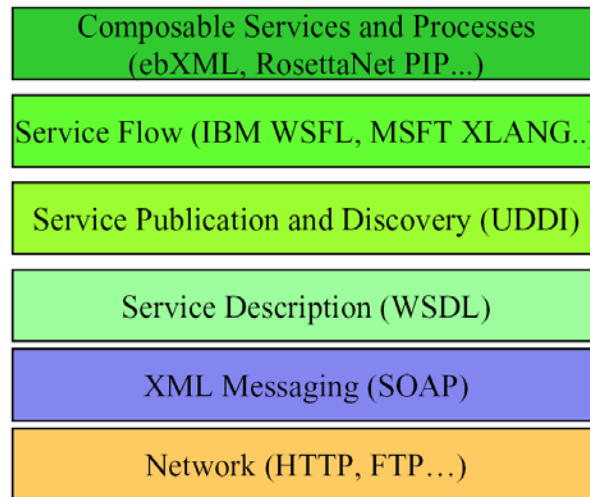 Composable Services and Processes
(ebXML, RosettaNet PIP...)
Service Flow (IBM WSFL, MSFT XLANG..)
Service Publication and Discovery (UDDI)
Service Description (WSDL)
XML Messaging (SOAP)
Network (HTTP, FTP…)